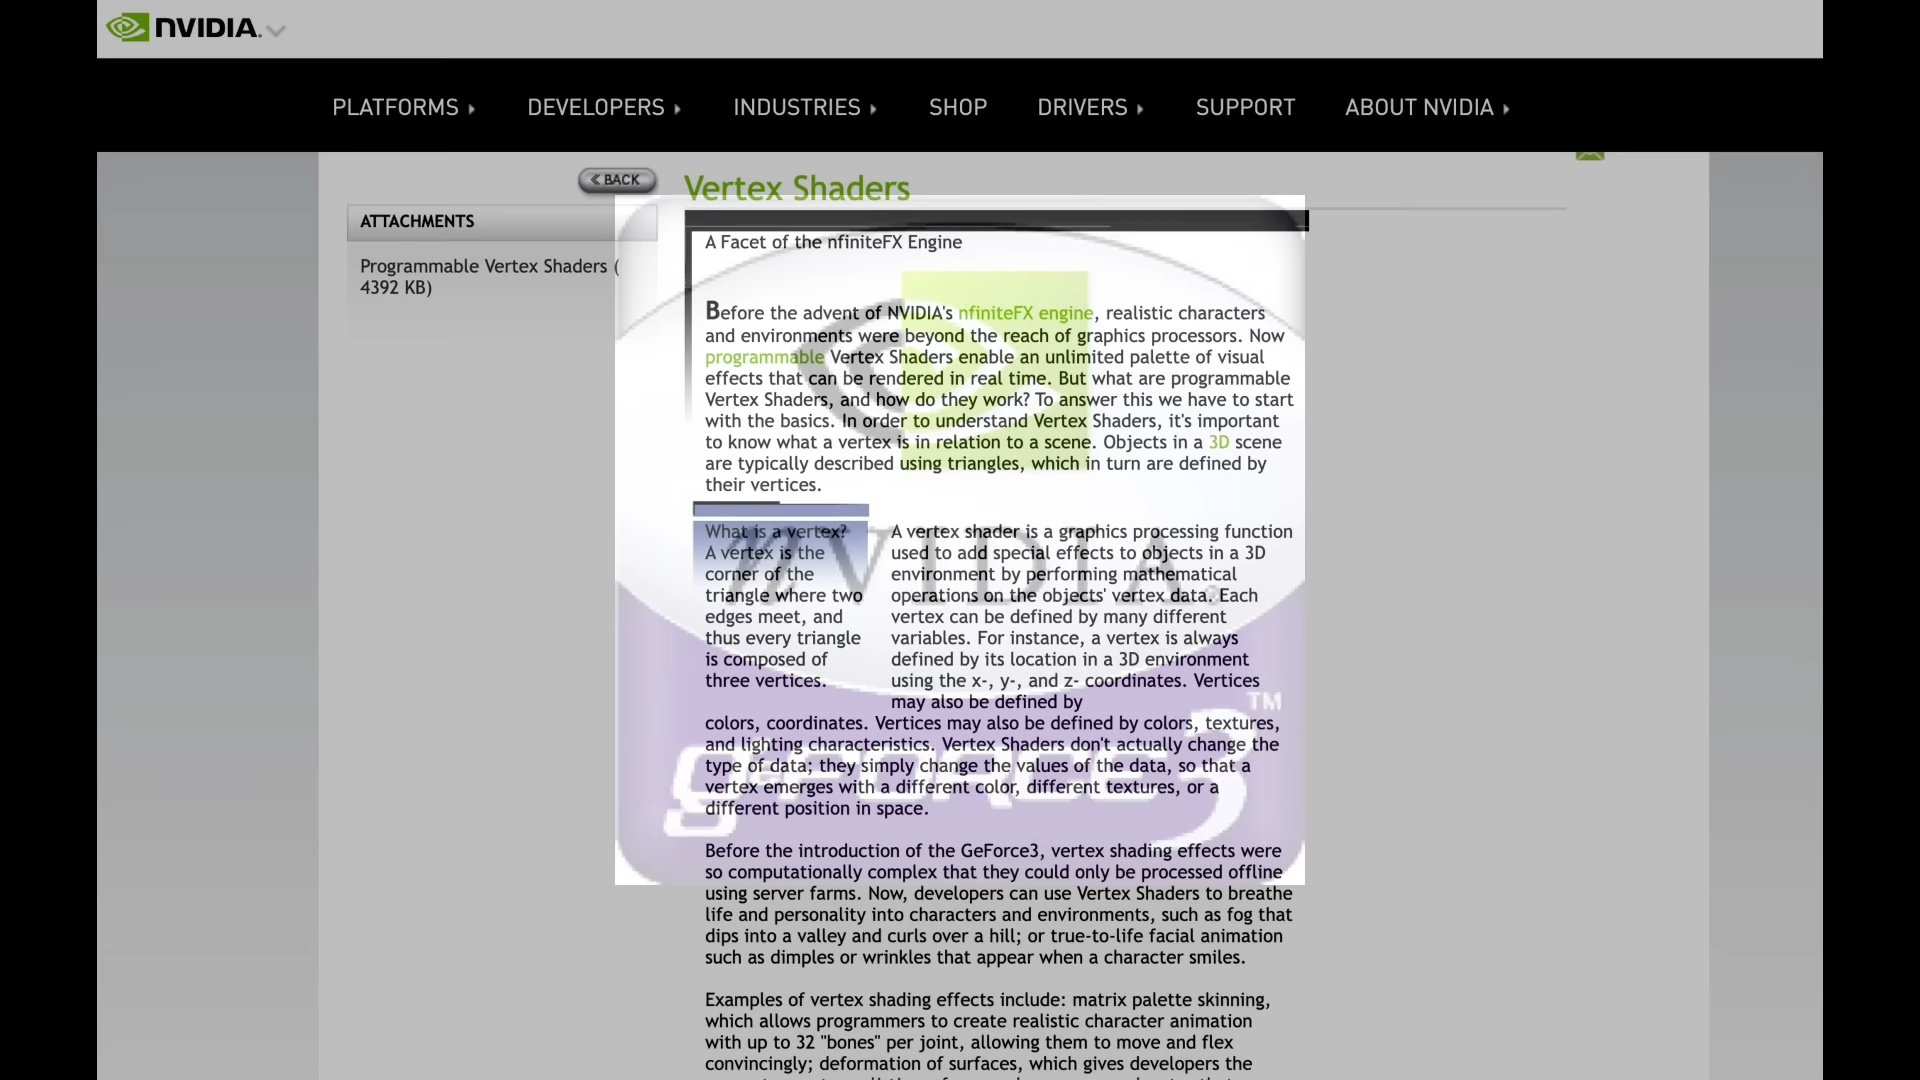 NVIDIA.
PLATFORMS
DEVELOPERS
INDUSTRIES
SHOP
DRIVERS
SUPPORT
ABOUT NVIDIA
BACK
Vertex Shaders
ATTACHMENTS
Programmable Vertex Shaders (
4392 KB)
A Facet of the nfiniteFX Engine
Before the advent of NVIDIA's nfiniteFX engine, realistic characters
and environments were beyond the reach of graphics processors. Now
programmable Vertex Shaders enable an unlimited palette of visual
effects that can be rendered in real time. But what are programmable
Vertex Shaders, and how do they work? To answer this we have to start
with the basics. In order to understand Vertex Shaders, it's important
to know what a vertex is in relation to a scene. Objects in a 3D scene
are typically described using triangles, which in turn are defined by
their vertices.
What is a vertex?
A vertex is the
corner of the
triangle where two
edges meet, and
thus every triangle
is composed of
three vertices.
A vertex shader is a graphics processing function
used to add special effects to objects in a 3D
environment by performing mathematical
operations on the objects' vertex data. Each
vertex can be defined by many different
variables. For instance, a vertex is always
defined by its location in a 3D environment
using the x-, y-, and z- coordinates. Vertices
may also be defined by
colors, coordinates. Vertices may also be defined by colors, textures,
and lighting characteristics. Vertex Shaders don't actually change the
type of data; they simply change the values of the data, so that a
vertex emerges with a different color, different textures, or a
different position in space.
Before the introduction of the GeForce3, vertex shading effects were
so computationally complex that they could only be processed offline
using server farms. Now, developers can use Vertex Shaders to breathe
life and personality into characters and environments, such as fog that
dips into a valley and curls over a hill; or true-to-life facial animation
such as dimples or wrinkles that appear when a character smiles.
Examples of vertex shading effects include: matrix palette skinning,
which allows programmers to create realistic character animation
with up to 32 "bones" per joint, allowing them to move and flex
convincingly; deformation of surfaces, which gives developers the
nVIDIA®
GeFORCE3™